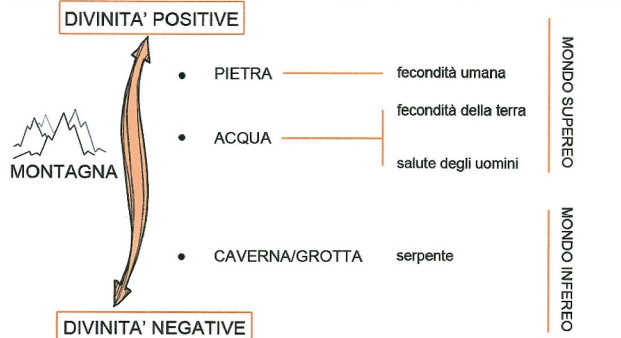 DIVINITA' POSITIVE
PIETRA
fecondità umana
fecondità della terra
ACQUA
salute degli uomini
MONTAGNA
CAVERNA/GROTTA
serpente
DIVINITA' NEGATIVE
MONDO SUPEREO
MONDO INFEREO